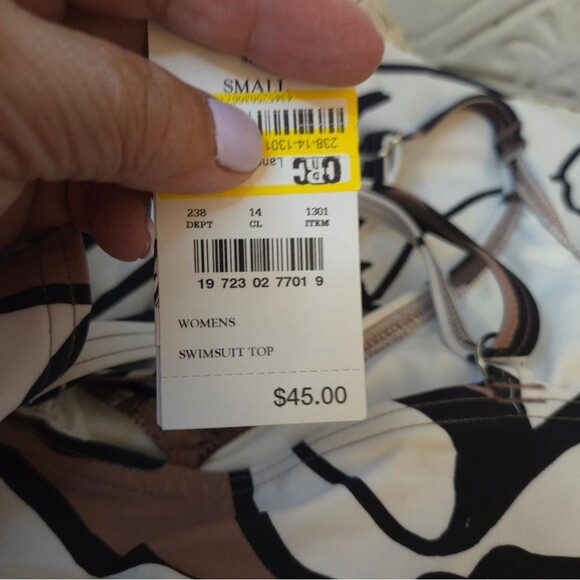 SMALL
238-14-1301
238 14 1301
DEPT CL ITEM
19 723 02 7701 9
WOMENS
SWIMSUIT TOP
$45.00